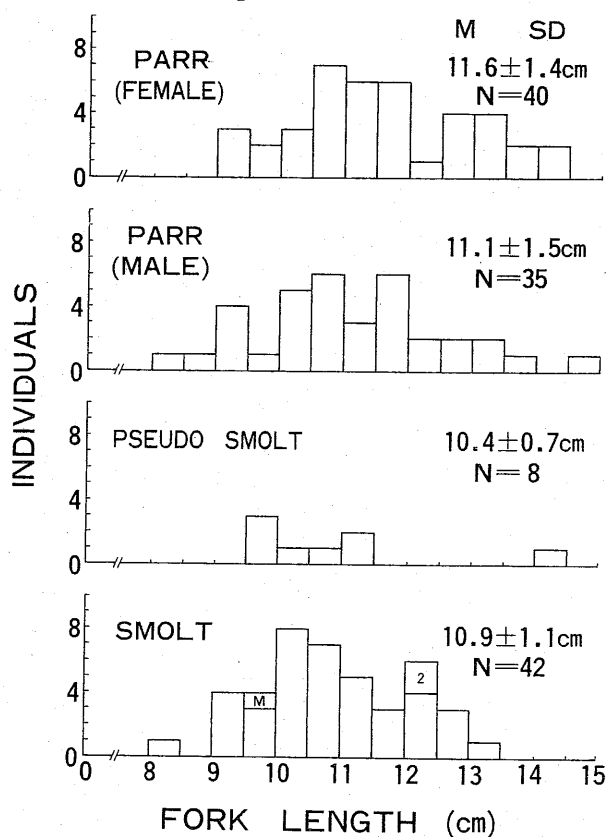 M SD
PARR
(FEMALE)
11.6±1.4cm
N=40
8
4
0
PARR
(MALE)
11.1±1.5cm
N=35
8
4
0
INDIVIDUALS
PSEUDO SMOLT
10.4±0.7cm
N=8
8
4
0
SMOLT
10.9±1.1cm
N=42
M
2
8
4
0
0 8 9 10 11 12 13 14 15
FORK LENGTH (cm)